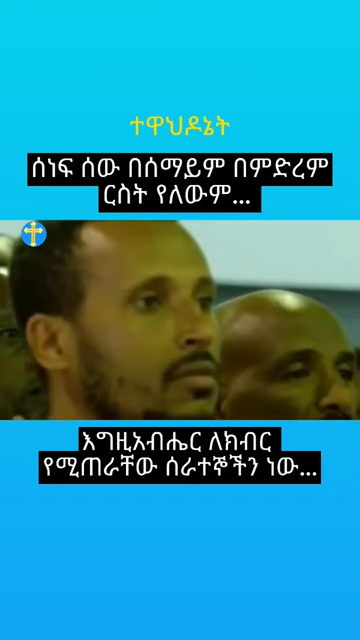 ተዋህዶኔት
ሰነፍ ሰው በሰማይም በምድረም
ርስት የለውም...
እግዚአብሔር ለክብር
የሚጠራቸው ሰራተኞችን ነው...